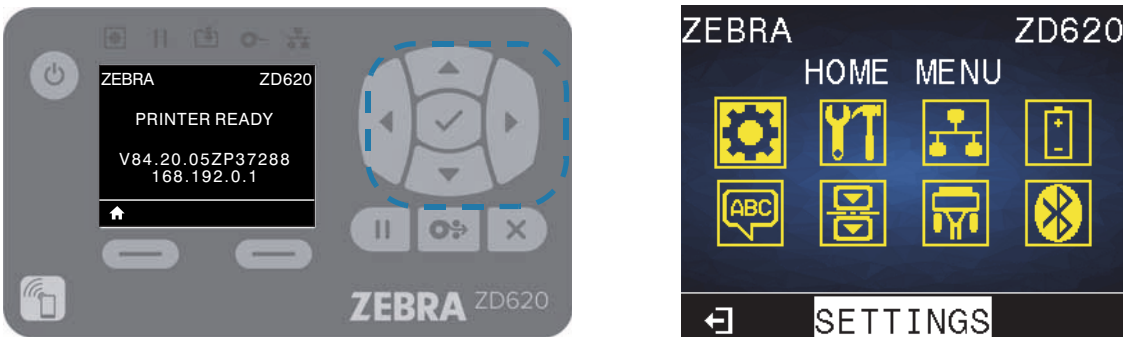 ZEBRA ZD620
PRINTER READY
V84.20.05ZP37288
168.192.0.1
ZEBRA ZD620
ZEBRA ZD620
HOME MENU
ABC
SETTINGS